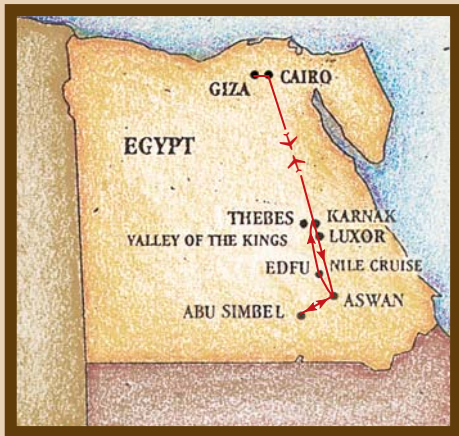 GIZA
CAIRO
EGYPT
THEBES
KARNAK
VALLEY OF THE KINGS
LUXOR
EDFU
NILE CRUISE
ASWAN
ABU SIMBEL